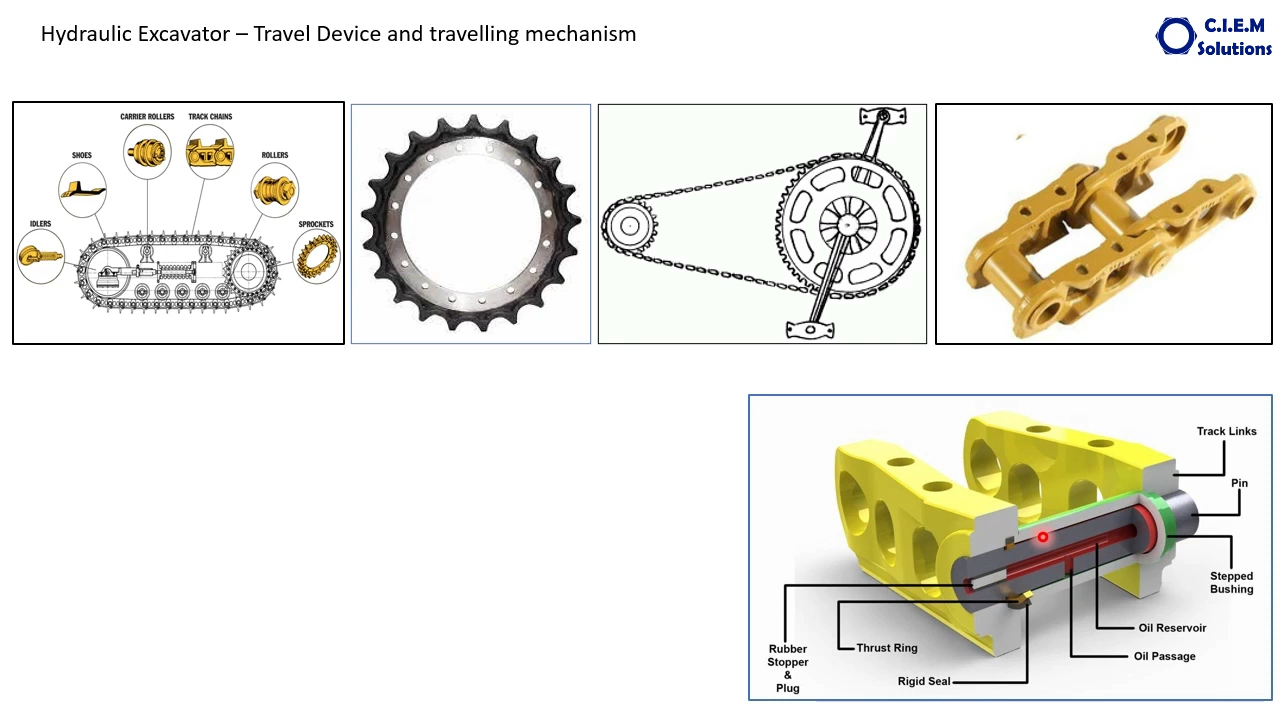 Hydraulic Excavator – Travel Device and travelling mechanism
C.I.E.M
Solutions
CARRIER ROLLERS
TRACK CHAINS
SHOES
ROLLERS
IDLERS
SPROCKETS
Track Links
Pin
Stepped
Bushing
Oil Reservoir
Oil Passage
Rigid Seal
Thrust Ring
Rubber
Stopper
&
Plug